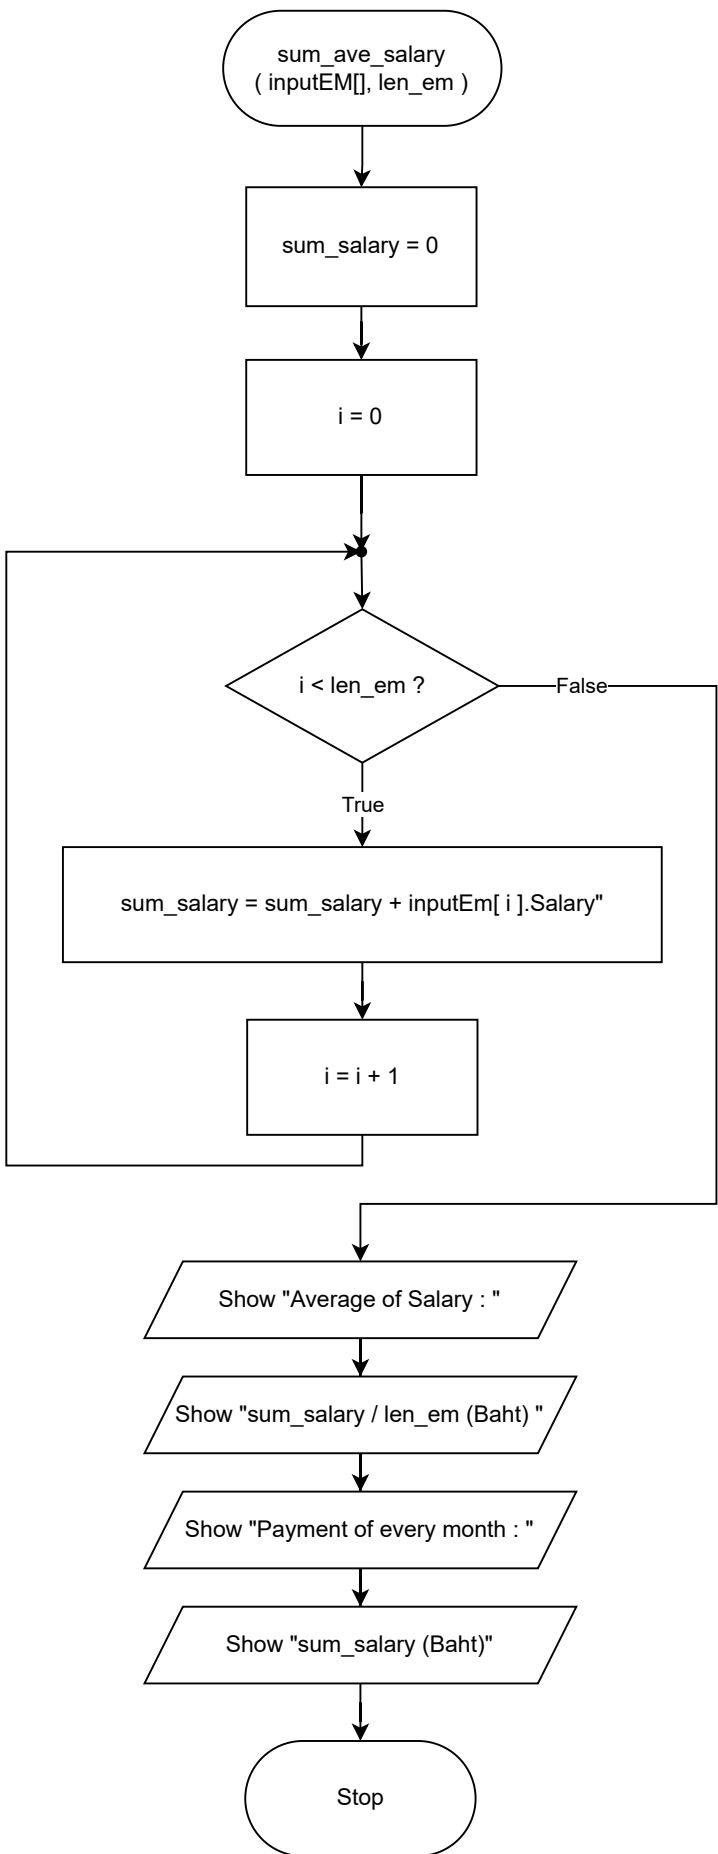 sum_ave_salary
( inputEM[], len_em )
sum_salary = 0
i = 0
i < len_em ?
False
True
sum_salary = sum_salary + inputEm[ i ].Salary"
i = i + 1
Show "Average of Salary : "
Show "sum_salary / len_em (Baht) "
Show "Payment of every month : "
Show "sum_salary (Baht)"
Stop